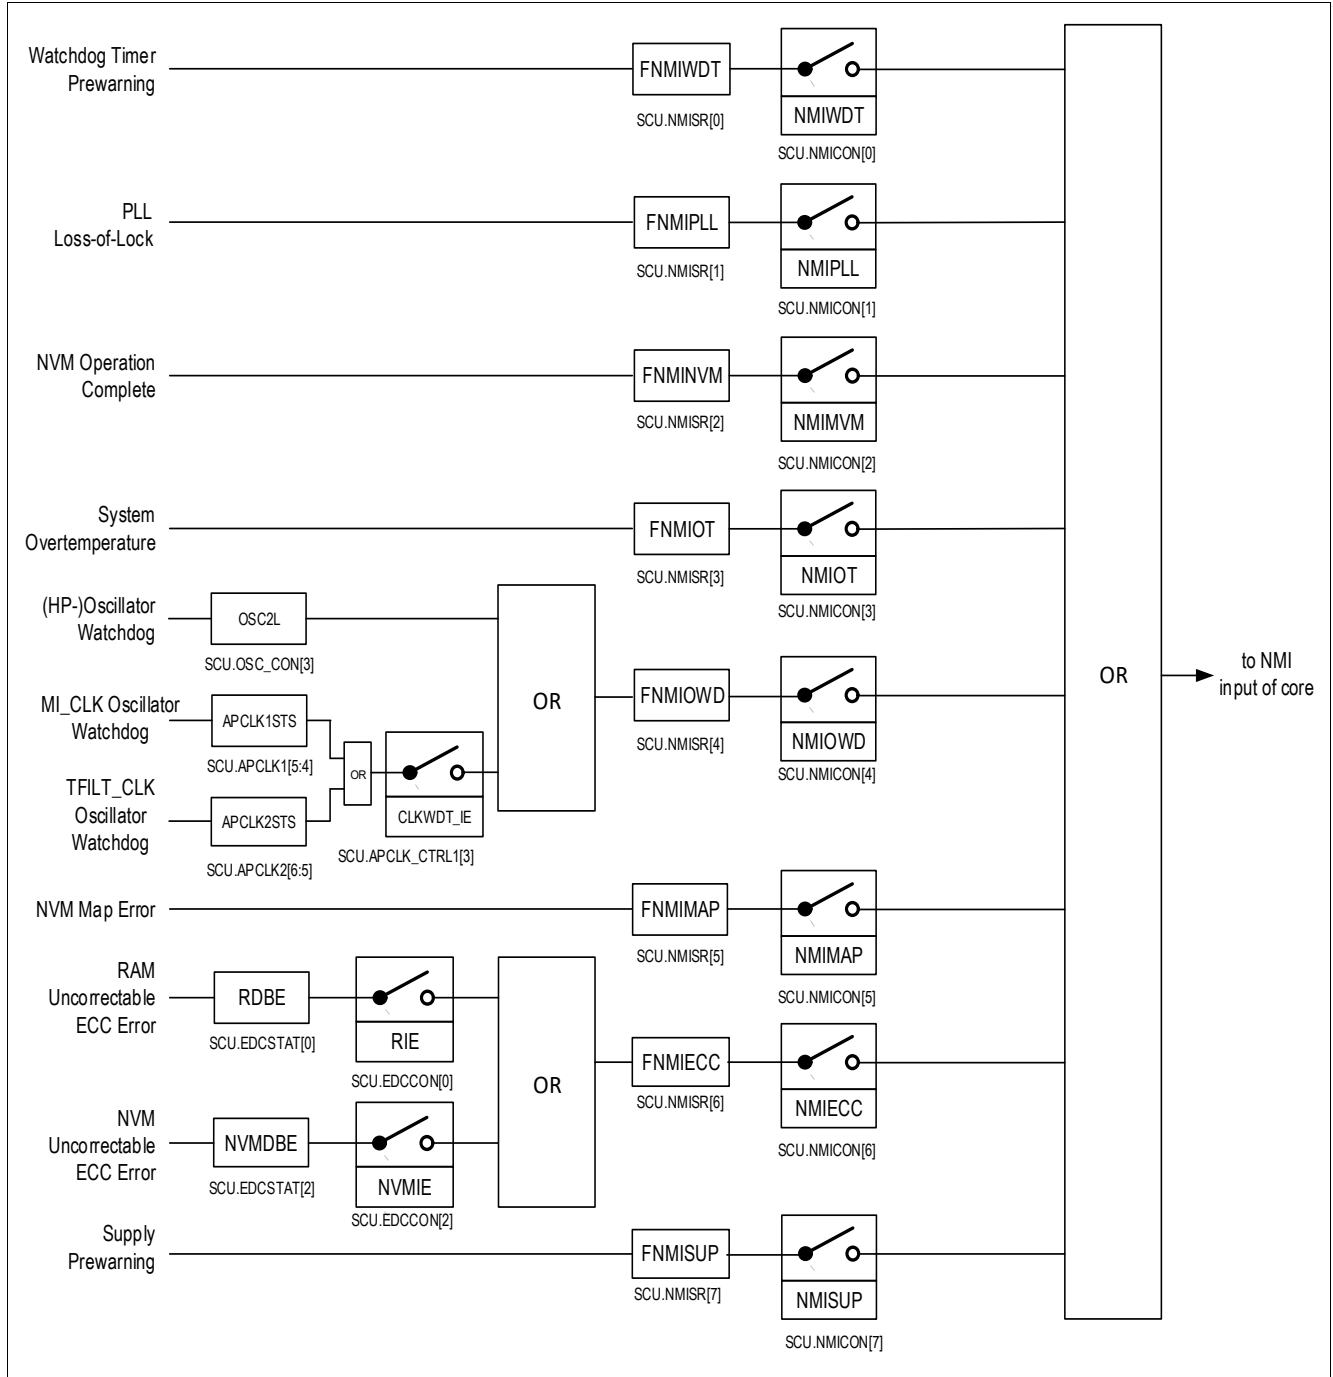 Watchdog Timer
Prewarning
FNMIWDT
SCU.NMISR[0]
NMIWDT
SCU.NMICON[0]
PLL
Loss-of-Lock
FNMIPLL
SCU.NMISR[1]
NMIPLL
SCU.NMICON[1]
NVM Operation
Complete
FNMINVM
SCU.NMISR[2]
NMIMVM
SCU.NMICON[2]
System
Overtemperature
FNMIOT
SCU.NMISR[3]
NMIOT
SCU.NMICON[3]
(HP-)Oscillator
Watchdog
OSC2L
SCU.OSC_CON[3]
MI_CLK Oscillator
Watchdog
APCLK1STS
SCU.APCLK1[5:4]
TFILT_CLK
Oscillator
Watchdog
APCLK2STS
SCU.APCLK2[6:5]
OR
CLKWDT_IE
SCU.APCLK_CTRL1[3]
OR
FNMIOWD
SCU.NMISR[4]
NMIOWD
SCU.NMICON[4]
NVM Map Error
FNMIMAP
SCU.NMISR[5]
NMIMAP
SCU.NMICON[5]
RAM
Uncorrectable
ECC Error
RDBE
SCU.EDCSTAT[0]
RIE
SCU.EDCCON[0]
NVM
Uncorrectable
ECC Error
NVMDBE
SCU.EDCSTAT[2]
NVMIE
SCU.EDCCON[2]
OR
FNMIECC
SCU.NMISR[6]
NMIECC
SCU.NMICON[6]
Supply
Prewarning
FNMISUP
SCU.NMISR[7]
NMISUP
SCU.NMICON[7]
OR
to NMI
input of core